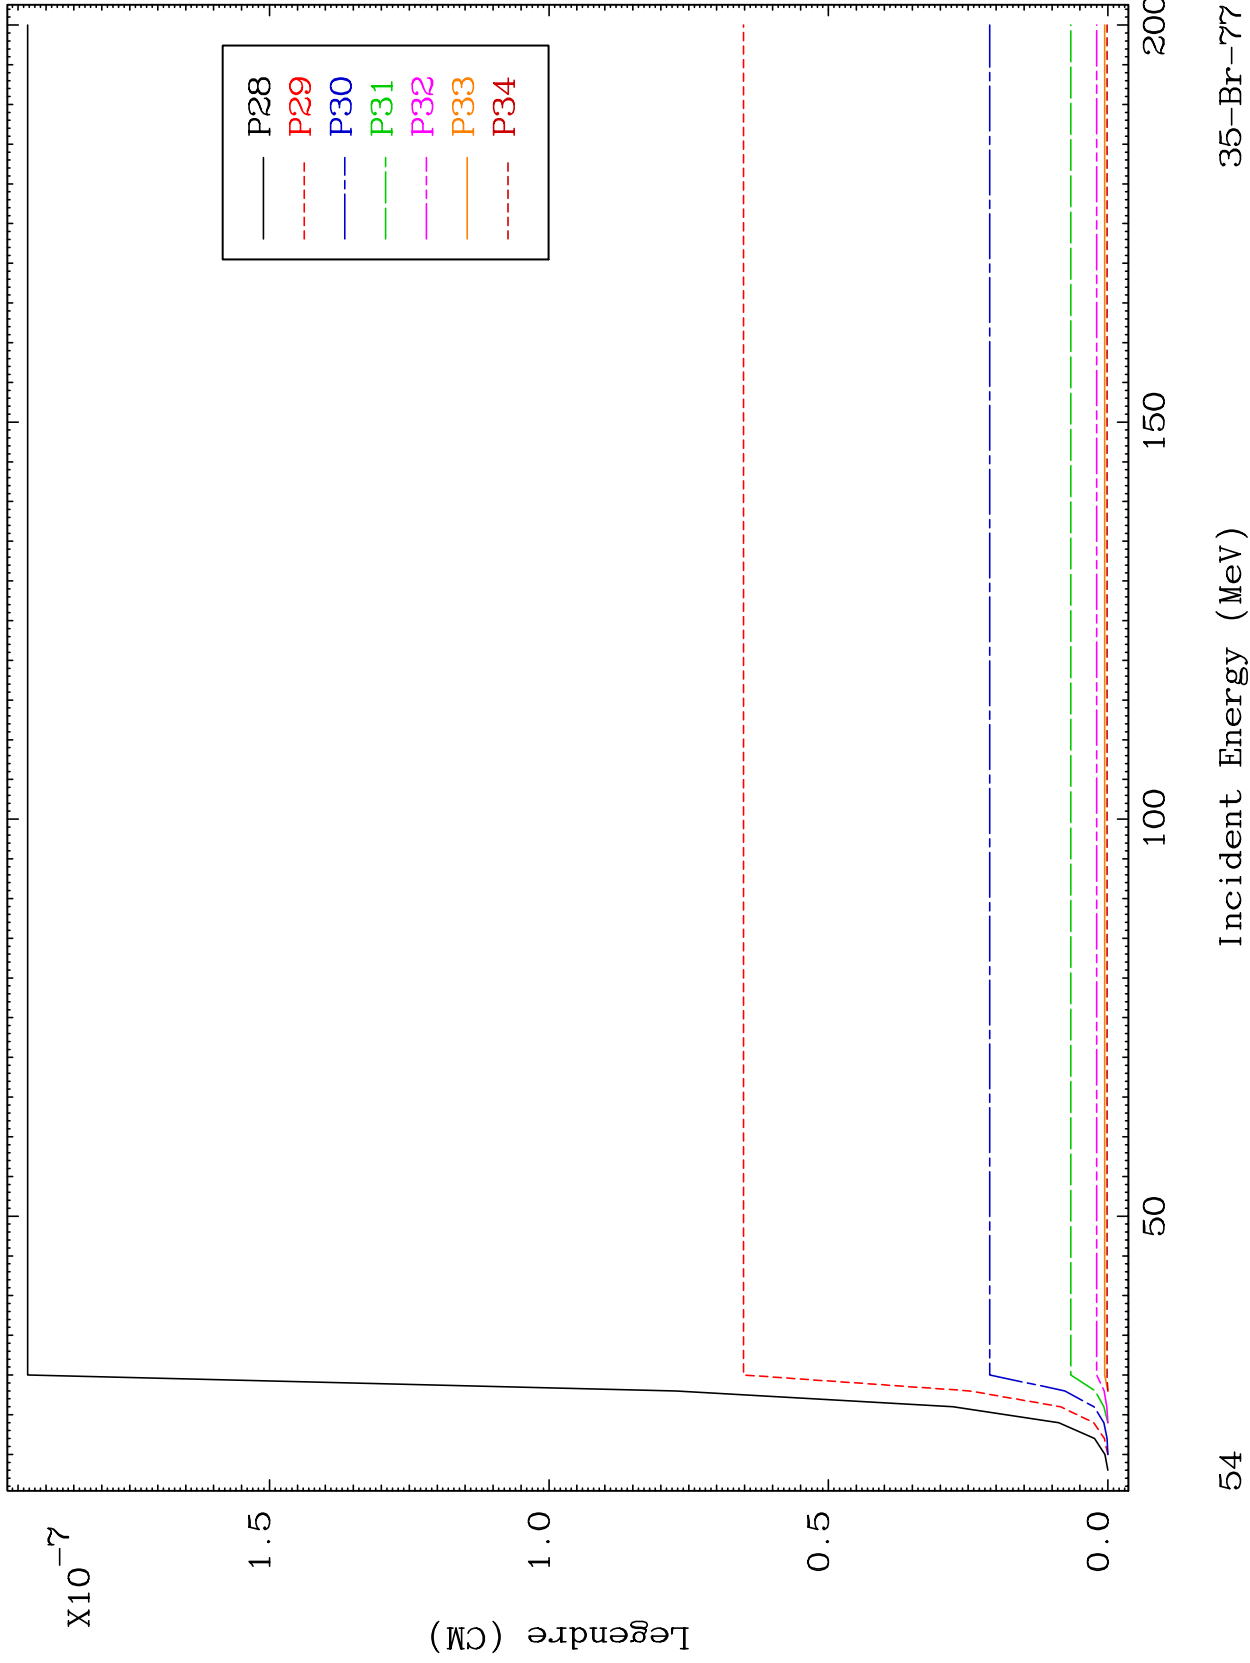 X10-7
Legendre (CM)
1.5
1.0
0.5
0.0
P28
P29
P30
P31
P32
P33
P34
50
100
150
200
Incident Energy (MeV)
54
35-Br-77